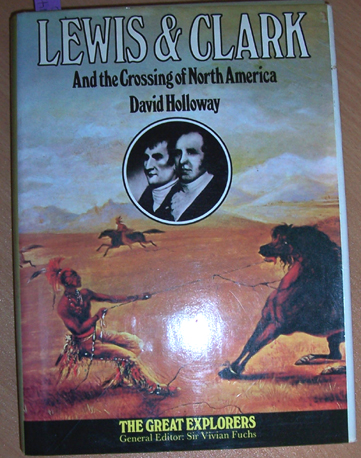 LEWIS & CLARK
And the Crossing of North America
David Holloway
THE GREAT EXPLORERS
General Editor: Sir Vivian Fuchs